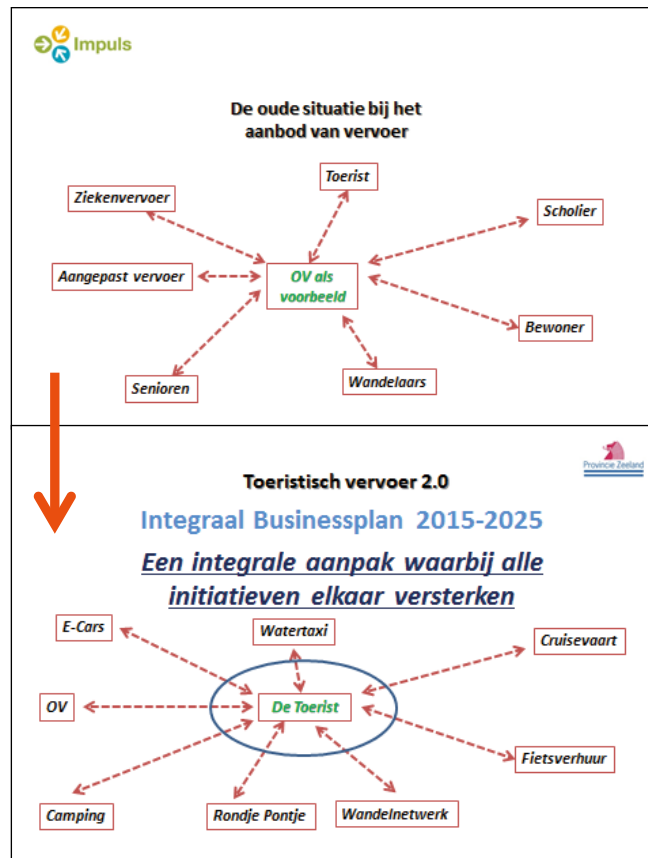 Impuls
De oude situatie bij het
aanbod van vervoer
Toerist
Ziekenvervoer
Scholier
Aangepast vervoer
OV als
voorbeeld
Bewoner
Senioren
Wandelaars
Provincie Zeeland
Toeristisch vervoer 2.0
Integraal Businessplan 2015-2025
Een integrale aanpak waarbij alle
initiatieven elkaar versterken
E-Cars
Watertaxi
Cruisevaart
OV
De Toerist
Fietsverhuur
Camping
Rondje Pontje
Wandelnetwerk